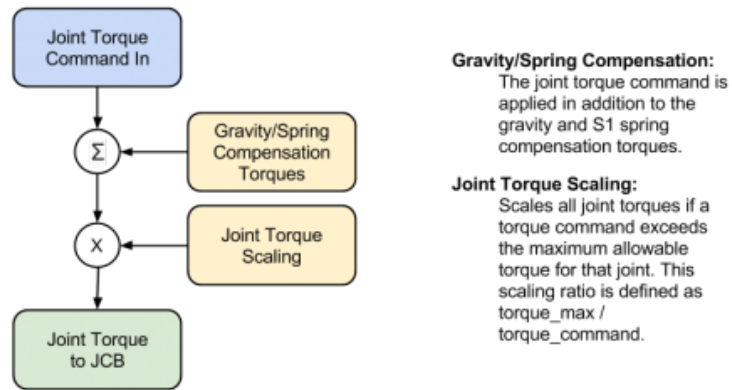 Joint Torque
Command In
Σ
Gravity/Spring
Compensation
Torques
X
Joint Torque
Scaling
Joint Torque
to JCB
Gravity/Spring Compensation:
The joint torque command is
applied in addition to the
gravity and S1 spring
compensation torques.
Joint Torque Scaling:
Scales all joint torques if a
torque command exceeds
the maximum allowable
torque for that joint. This
scaling ratio is defined as
torque_max /
torque_command.